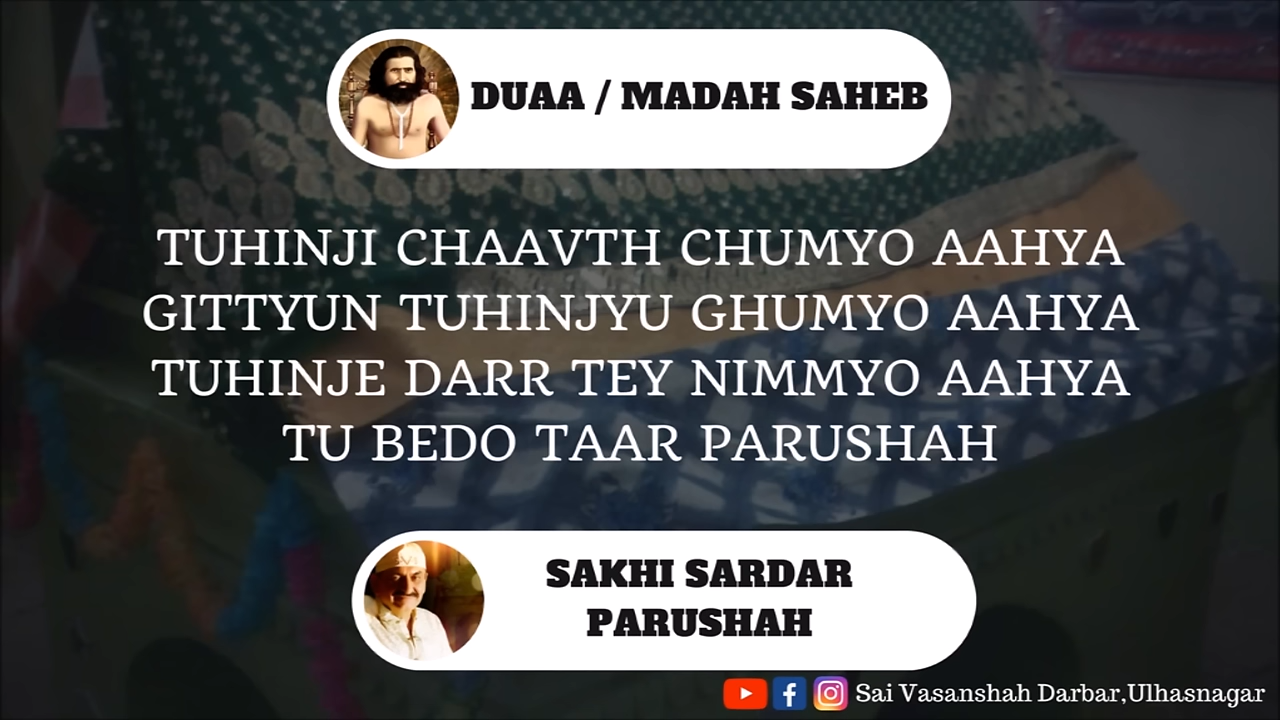 DUAA / MADAH SAHEB
TUHINJI CHAAVTH CHUMYO AAHYA
GITTYUN TUHINJYU GHUMYO AAHYA
TUHINJE DARR TEY NIMMYO AAHYA
TU BEDO TAAR PARUSHAH
SAKHI SARDAR
PARUSHAH
Sai Vasanshah Darbar,Ulhasnagar